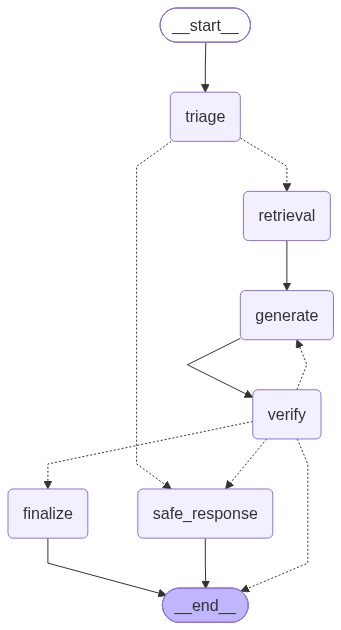 __start__
triage
retrieval
generate
verify
finalize
safe_response
__end__